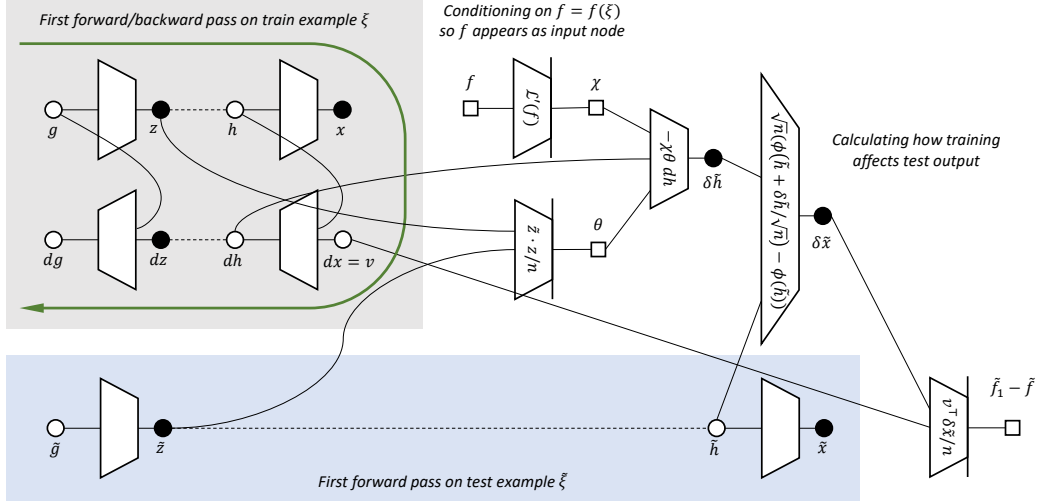 First forward/backward pass on train example ξ
Conditioning on f = f(ξ)
so f appears as input node
g
z
h
x
f
ℒ′(f)
χ
−χθ dh
δh̃
√n(ϕ(h̃ + δh̃/√n) − ϕ(h̃))
Calculating how training
affects test output
δx̃
dg
dz
dh
dx = v
z̃ · z/n
θ
g̃
z̃
h̃
x̃
v⊤δx̃/n
f̃₁ − f̃
First forward pass on test example ξ̃